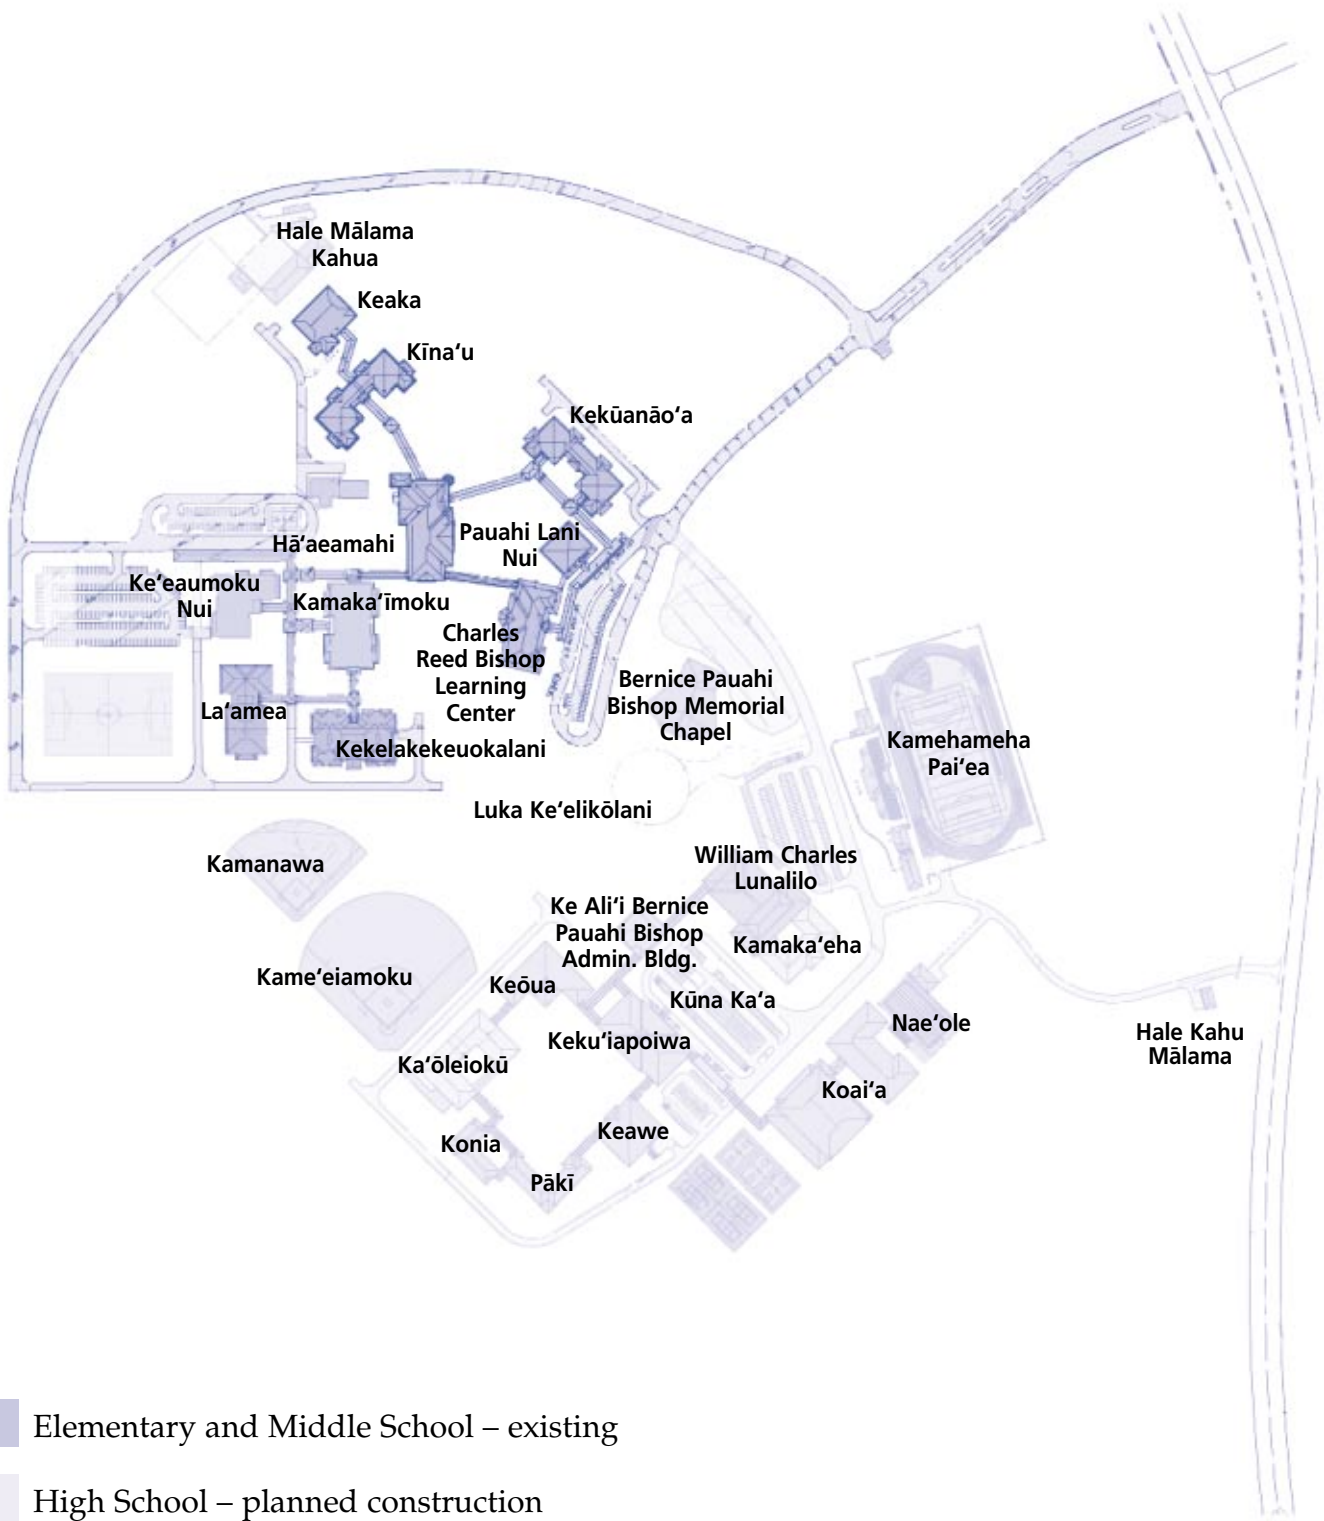 Hale Mālama
Kahua
Keaka
Kīna‘u
Kekūanāo‘a
Hā‘aeamahi
Pauahi Lani
Nui
Ke‘eaumoku
Nui
Kamaka‘īmoku
Charles
Reed Bishop
Learning
Center
La‘amea
Kekelakekeuokalani
Bernice Pauahi
Bishop Memorial
Chapel
Kamehameha
Pai‘ea
Luka Ke‘elikōlani
Kamanawa
William Charles
Lunalilo
Ke Ali‘i Bernice
Pauahi Bishop
Admin. Bldg.
Kamaka‘eha
Kame‘eiamoku
Keōua
Kūna Ka‘a
Nae‘ole
Hale Kahu
Mālama
Keku‘iapoiwa
Ka‘ōleiokū
Koai‘a
Keawe
Konia
Pākī
Elementary and Middle School – existing
High School – planned construction